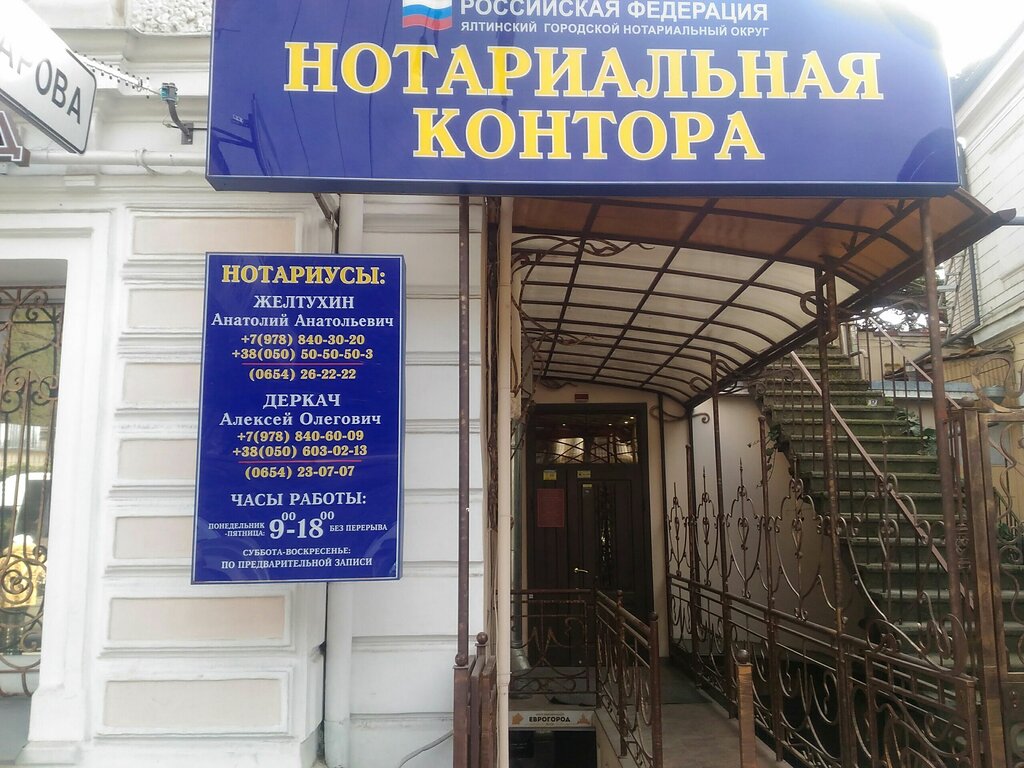 РОССИЙСКАЯ ФЕДЕРАЦИЯ
ЯЛТИНСКИЙ ГОРОДСКОЙ НОТАРИАЛЬНЫЙ ОКРУГ
НОТАРИАЛЬНАЯ
КОНТОРА
АРОВА
НОТАРИУСЫ:
ЖЕЛТУХИН
Анатолий Анатольевич
+7(978) 840-30-20
+38(050) 50-50-50-3
(0654) 26-22-22
ДЕРКАЧ
Алексей Олегович
+7(978) 840-60-09
+38(050) 603-02-13
(0654) 23-07-07
ЧАСЫ РАБОТЫ:
ПОНЕДЕЛЬНИК
-ПЯТНИЦА: 9⁰⁰-18⁰⁰ БЕЗ ПЕРЕРЫВА
СУББОТА-ВОСКРЕСЕНЬЕ:
ПО ПРЕДВАРИТЕЛЬНОЙ ЗАПИСИ
ЕВРОГОРОД